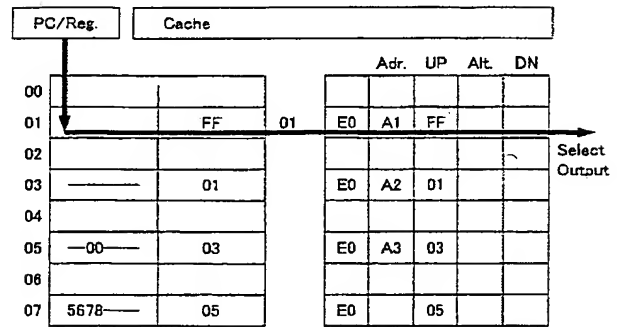 PC/Reg. Cache
Adr. UP Alt. DN
00
01 FF 01 E0 A1 FF
02
Select
Output
03 01 E0 A2 01
04
05 —00— 03 E0 A3 03
06
07 5678— 05 E0 05